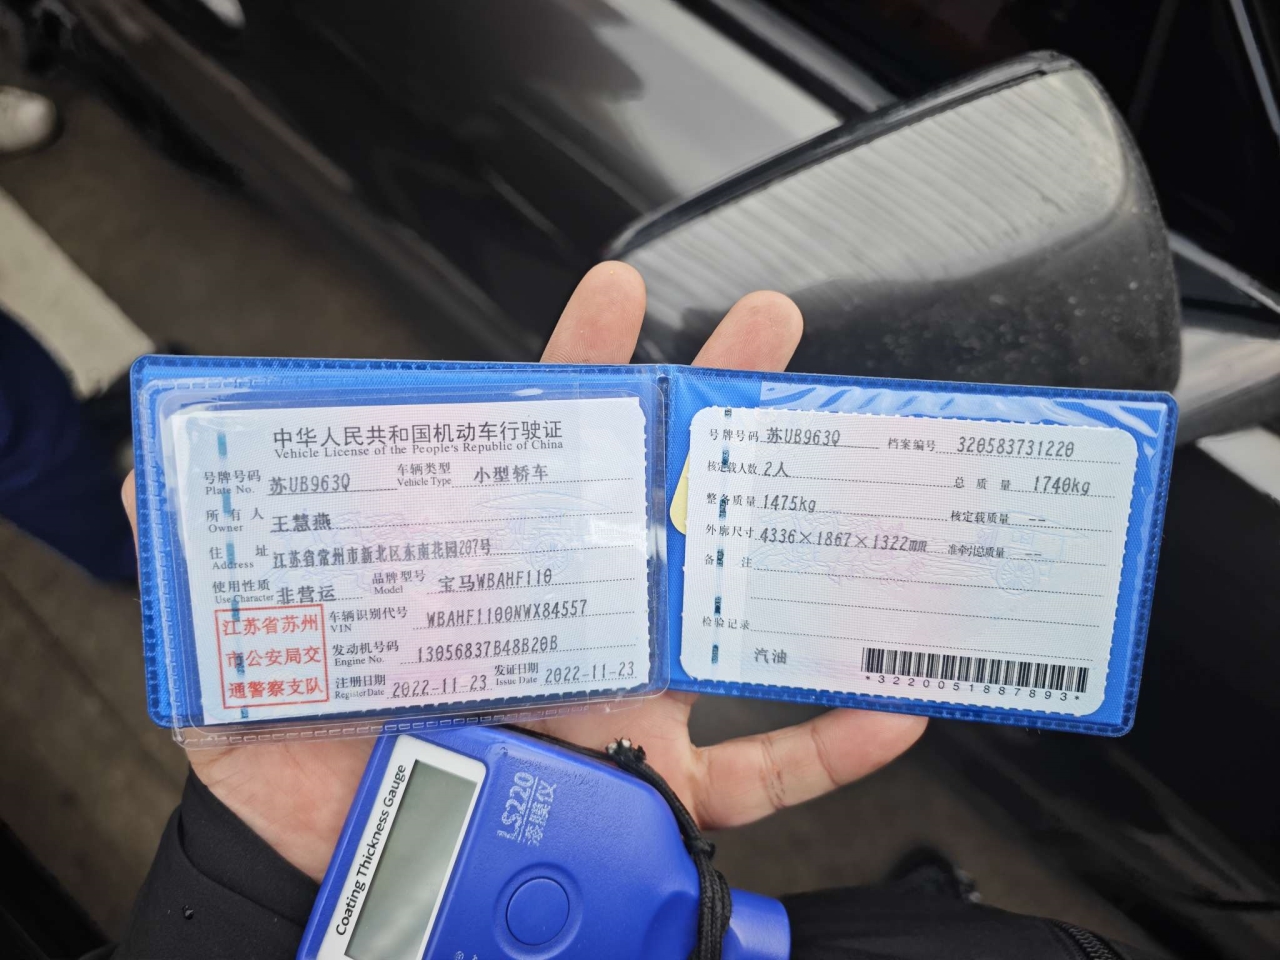 中华人民共和国机动车行驶证
Vehicle License of the People's Republic of China
号牌号码 苏UB963Q 车辆类型 小型轿车
Plate No. Vehicle Type
所有人 王慧燕
Owner
住址 江苏省常州市新北区东南花园207号
Address
使用性质 非营运 品牌型号 宝马WBAHF110
Use Character Model
江苏省苏州
市公安局交
通警察支队
车辆识别代号 WBAHF1100NWX84557
VIN
发动机号码 13056837B48B20B
Engine No.
注册日期 2022-11-23 发证日期 2022-11-23
Register Date Issue Date
号牌号码 苏UB963Q 档案编号 320583731220
核定载人数 2人 总质量 1740kg
整备质量 1475kg 核定载质量 --
外廓尺寸 4336×1867×1322mm 准牵引总质量 --
备注
检验记录
汽油
*3220051887893*
Coating Thickness Gauge
LS220
漆膜仪